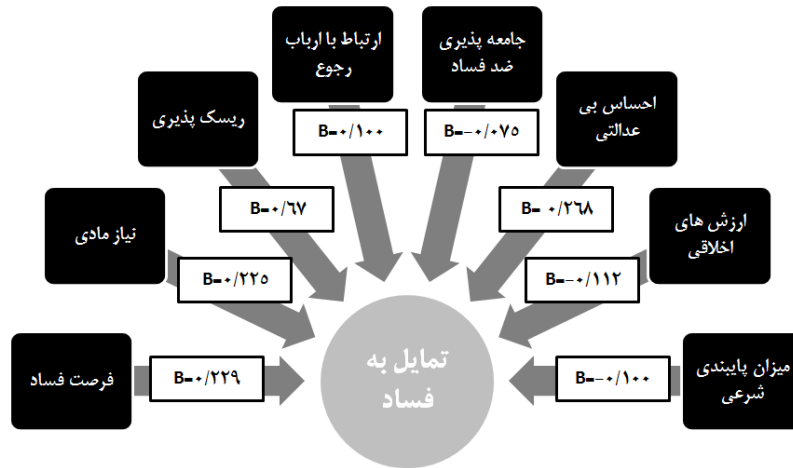 ارتباط با ارباب
رجوع
جامعه پذیری
ضد فساد
ریسک پذیری
احساس بی
عدالتی
نیاز مادی
ارزش های
اخلاقی
فرصت فساد
میزان پایبندی
شرعی
B=۰/۱۰۰
B=-۰/۰۷۵
B=۰/۶۷
B= ۰/۲۶۸
B=۰/۲۲۵
B=-۰/۱۱۲
B=۰/۲۲۹
B=-۰/۱۰۰
تمایل به
فساد